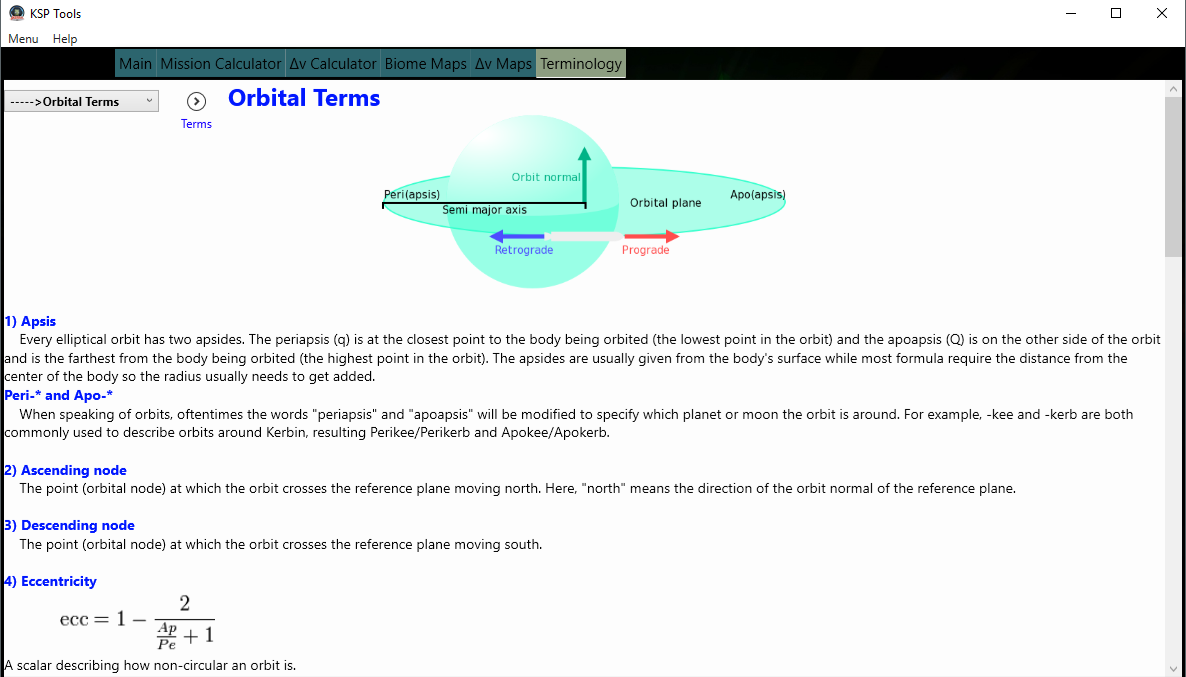 KSP Tools
Menu Help
Main Mission Calculator Δv Calculator Biome Maps Δv Maps Terminology
----->Orbital Terms
Terms
Orbital Terms
Orbit normal
Peri(apsis)
Apo(apsis)
Semi major axis
Orbital plane
Retrograde
Prograde
1) Apsis
Every elliptical orbit has two apsides. The periapsis (q) is at the closest point to the body being orbited (the lowest point in the orbit) and the apoapsis (Q) is on the other side of the orbit
and is the farthest from the body being orbited (the highest point in the orbit). The apsides are usually given from the body's surface while most formula require the distance from the
center of the body so the radius usually needs to get added.
Peri-* and Apo-*
When speaking of orbits, oftentimes the words "periapsis" and "apoapsis" will be modified to specify which planet or moon the orbit is around. For example, -kee and -kerb are both
commonly used to describe orbits around Kerbin, resulting Perikee/Perikerb and Apokee/Apokerb.
2) Ascending node
The point (orbital node) at which the orbit crosses the reference plane moving north. Here, "north" means the direction of the orbit normal of the reference plane.
3) Descending node
The point (orbital node) at which the orbit crosses the reference plane moving south.
4) Eccentricity
ecc = 1 − 2 / (Ap/Pe + 1)
A scalar describing how non-circular an orbit is.